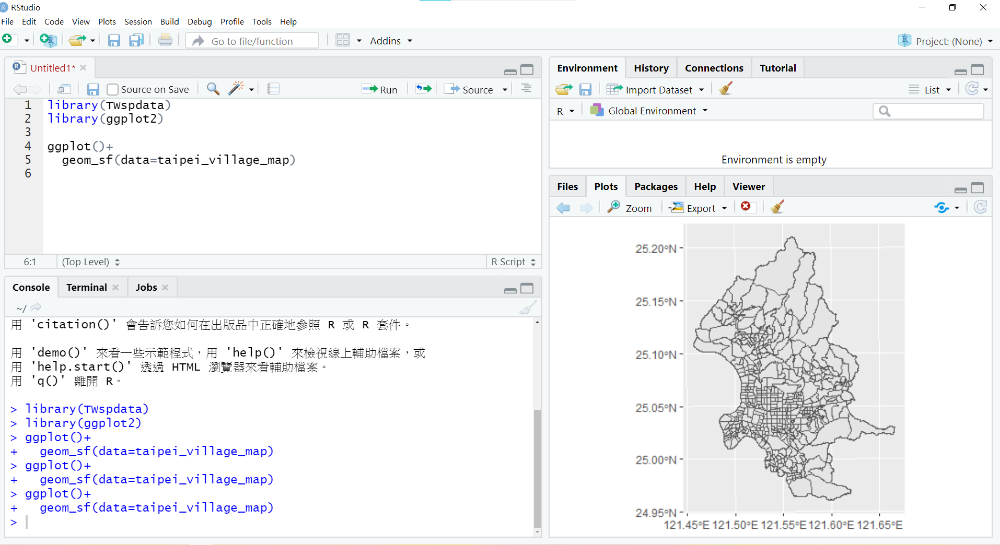 RStudio
File Edit Code View Plots Session Build Debug Profile Tools Help
Go to file/function Addins Project: (None)
Untitled1*
Source on Save Run Source
1 library(TWspdata)
2 library(ggplot2)
3
4 ggplot()+
5 geom_sf(data=taipei_village_map)
6
6:1 (Top Level) R Script
Console Terminal Jobs
~/
用 'citation()' 會告訴您如何在出版品中正確地參照 R 或 R 套件。
用 'demo()' 來看一些示範程式，用 'help()' 來檢視線上輔助檔案，或
用 'help.start()' 透過 HTML 瀏覽器來看輔助檔案。
用 'q()' 離開 R。
> library(TWspdata)
> library(ggplot2)
> ggplot()+
+ geom_sf(data=taipei_village_map)
> ggplot()+
+ geom_sf(data=taipei_village_map)
> ggplot()+
+ geom_sf(data=taipei_village_map)
>
Environment History Connections Tutorial
Import Dataset List
R Global Environment
Environment is empty
Files Plots Packages Help Viewer
Zoom Export
25.20°N
25.15°N
25.10°N
25.05°N
25.00°N
24.95°N
121.45°E 121.50°E 121.55°E 121.60°E 121.65°E